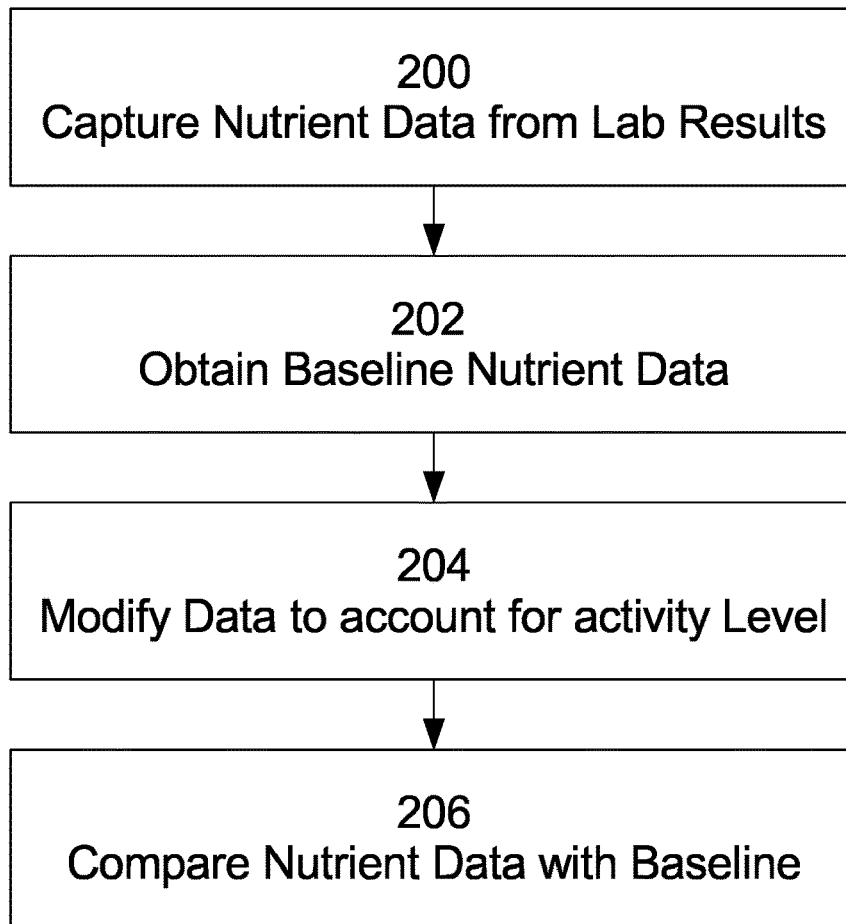 200
Capture Nutrient Data from Lab Results
202
Obtain Baseline Nutrient Data
204
Modify Data to account for activity Level
206
Compare Nutrient Data with Baseline